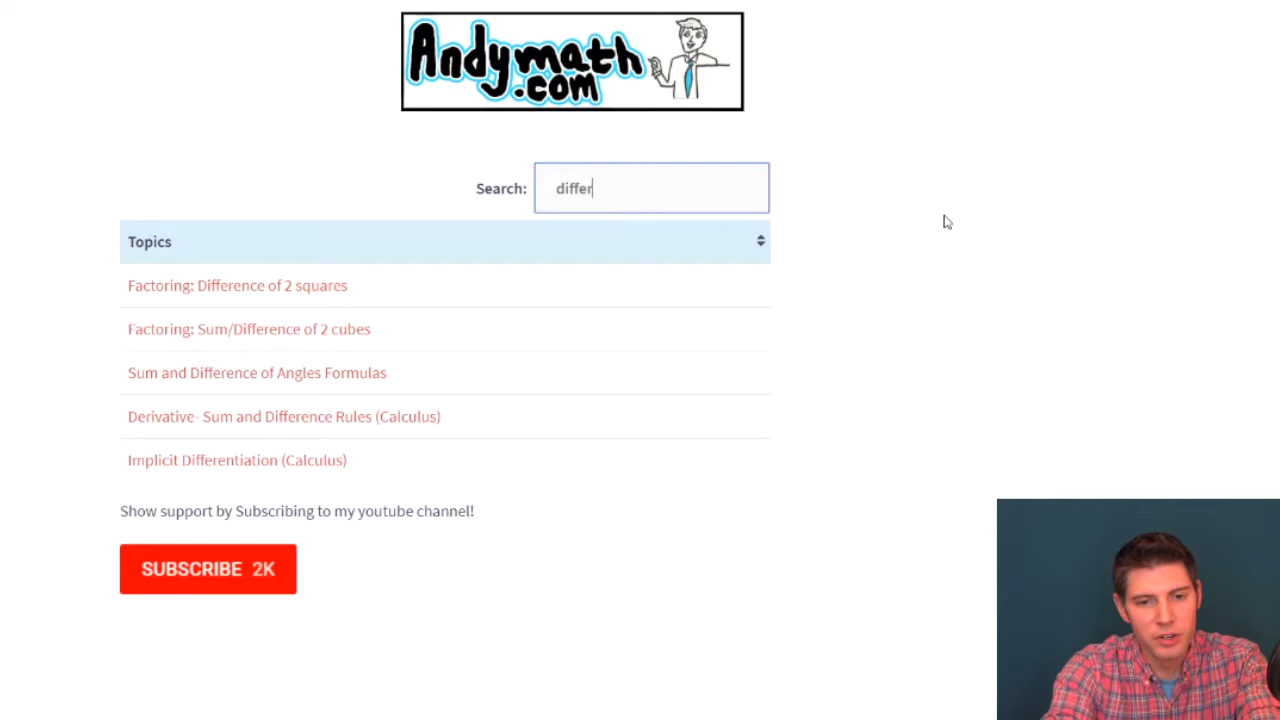 Andymath
.com
Search: differ
Topics
Factoring: Difference of 2 squares
Factoring: Sum/Difference of 2 cubes
Sum and Difference of Angles Formulas
Derivative- Sum and Difference Rules (Calculus)
Implicit Differentiation (Calculus)
Show support by Subscribing to my youtube channel!
SUBSCRIBE 2K